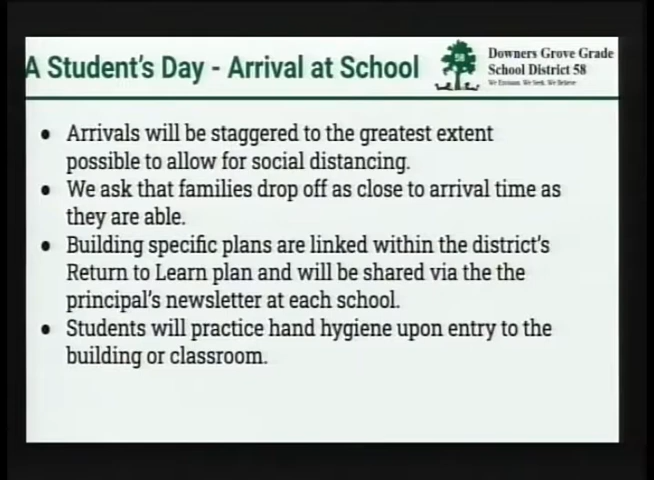 A Student's Day - Arrival at School
Downers Grove Grade
School District 58
We Envision. We Seek. We Believe
58
• Arrivals will be staggered to the greatest extent
possible to allow for social distancing.
• We ask that families drop off as close to arrival time as
they are able.
• Building specific plans are linked within the district's
Return to Learn plan and will be shared via the the
principal's newsletter at each school.
• Students will practice hand hygiene upon entry to the
building or classroom.